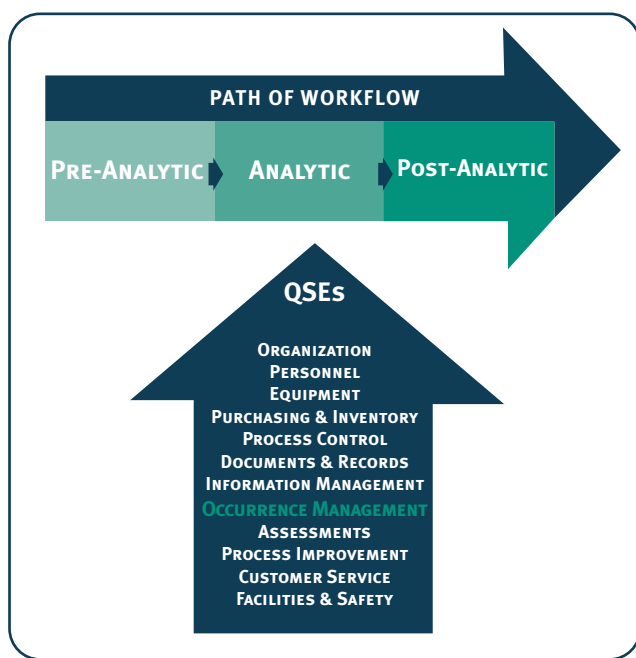 PATH OF WORKFLOW
PRE-ANALYTIC
ANALYTIC
POST-ANALYTIC
QSEs
ORGANIZATION
PERSONNEL
EQUIPMENT
PURCHASING & INVENTORY
PROCESS CONTROL
DOCUMENTS & RECORDS
INFORMATION MANAGEMENT
OCCURRENCE MANAGEMENT
ASSESSMENTS
PROCESS IMPROVEMENT
CUSTOMER SERVICE
FACILITIES & SAFETY